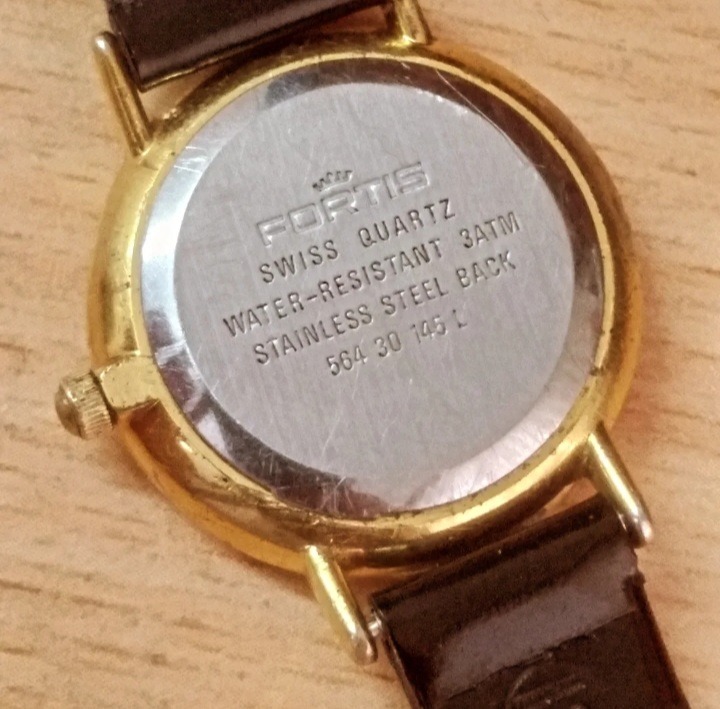 FORTIS
SWISS QUARTZ
WATER-RESISTANT 3ATM
STAINLESS STEEL BACK
564 30 145 L